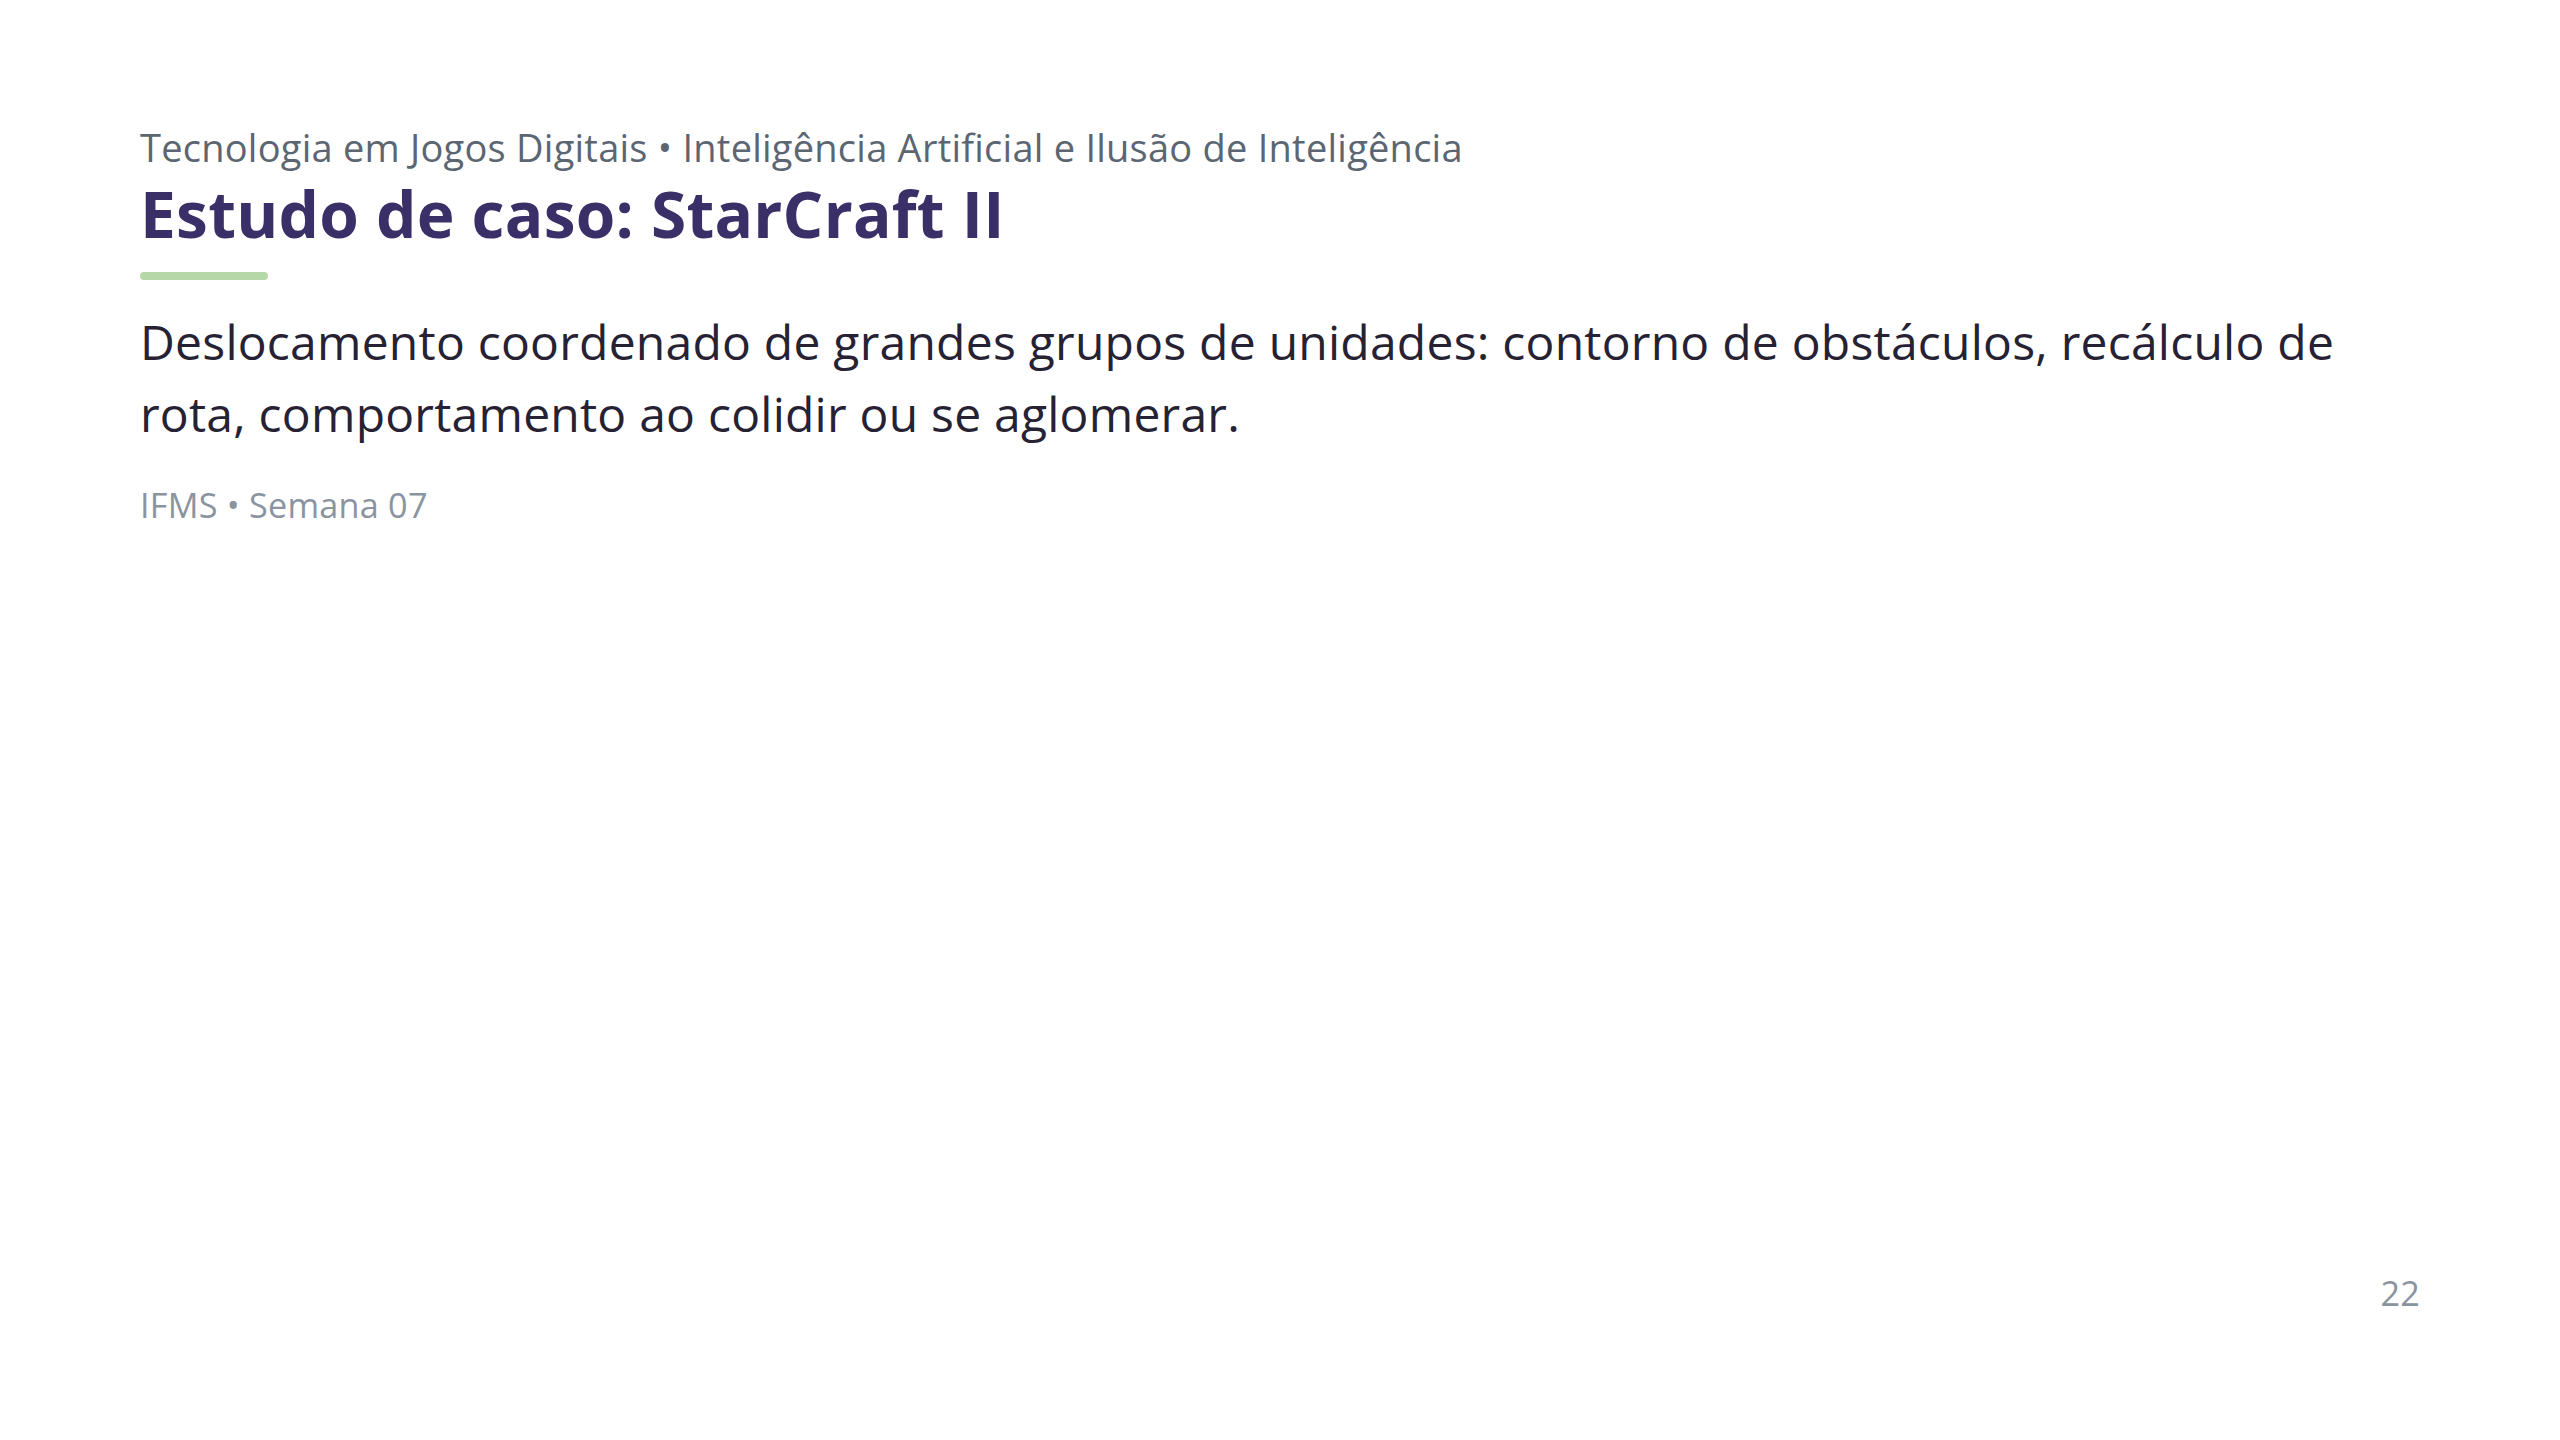 Tecnologia em Jogos Digitais • Inteligência Artificial e Ilusão de Inteligência
Estudo de caso: StarCraft II
Deslocamento coordenado de grandes grupos de unidades: contorno de obstáculos, recálculo de
rota, comportamento ao colidir ou se aglomerar.
IFMS • Semana 07
22